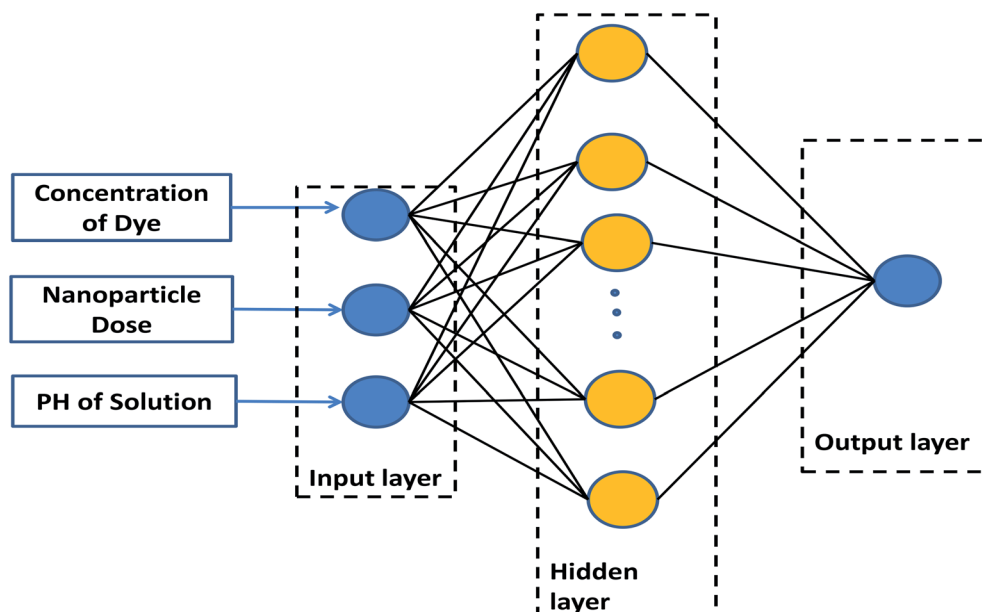 Concentration
of Dye
Nanoparticle
Dose
PH of Solution
Input layer
Hidden
layer
Output layer